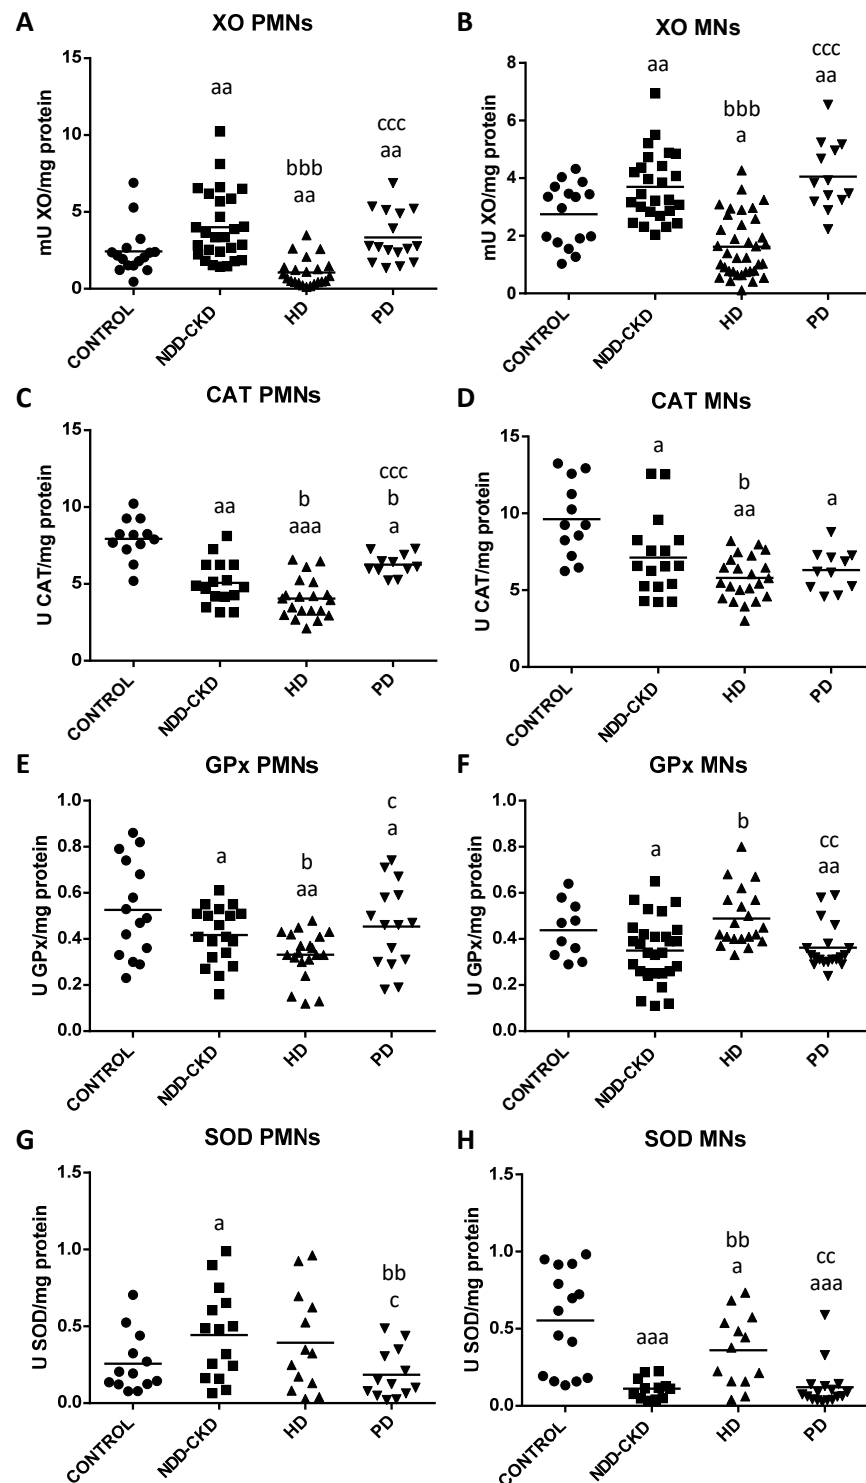 A
XO PMNs
mU XO/mg protein
15
10
5
0
aa
bbb
aa
ccc
aa
CONTROL
NDD-CKD
HD
PD
B
XO MNs
mU XO/mg protein
8
6
4
2
0
aa
bbb
a
ccc
aa
CONTROL
NDD-CKD
HD
PD
C
CAT PMNs
U CAT/mg protein
15
10
5
0
aa
b
aaa
ccc
b
a
CONTROL
NDD-CKD
HD
PD
D
CAT MNs
U CAT/mg protein
15
10
5
0
a
b
aa
a
CONTROL
NDD-CKD
HD
PD
E
GPx PMNs
U GPx/mg protein
1.0
0.8
0.6
0.4
0.2
0.0
a
b
aa
c
a
CONTROL
NDD-CKD
HD
PD
F
GPx MNs
U GPx/mg protein
1.0
0.8
0.6
0.4
0.2
0.0
a
b
cc
aa
CONTROL
NDD-CKD
HD
PD
G
SOD PMNs
U SOD/mg protein
1.5
1.0
0.5
0.0
a
bb
c
CONTROL
NDD-CKD
HD
PD
H
SOD MNs
U SOD/mg protein
1.5
1.0
0.5
0.0
aaa
bb
a
cc
aaa
CONTROL
NDD-CKD
HD
PD